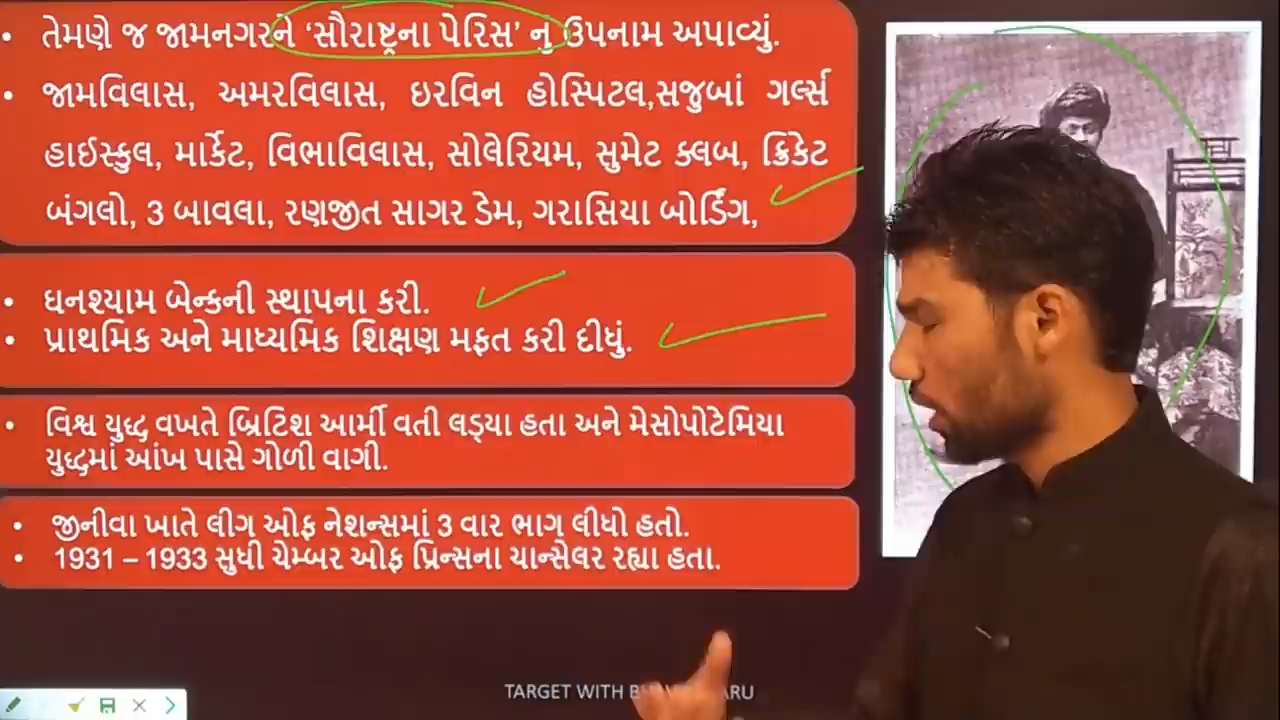 • તેમણે જ જામનગરને ‘સૌરાષ્ટ્રના પેરિસ’ નુ ઉપનામ અપાવ્યું.
• જામવિલાસ, અમરવિલાસ, ઇરવિન હોસ્પિટલ,સજુબાં ગર્લ્સ
હાઈસ્કુલ, માર્કેટ, વિભાવિલાસ, સોલેરિયમ, સુમેટ ક્લબ, ક્રિકેટ
બંગલો, 3 બાવલા, રણજીત સાગર ડેમ, ગરાસિયા બોર્ડિંગ,
• ઘનશ્યામ બેન્કની સ્થાપના કરી.
• પ્રાથમિક અને માધ્યમિક શિક્ષણ મફત કરી દીધું.
• વિશ્વ યુદ્ધ વખતે બ્રિટિશ આર્મી વતી લડ્યા હતા અને મેસોપોટેમિયા
યુદ્ધમાં આંખ પાસે ગોળી વાગી.
• જીનીવા ખાતે લીગ ઓફ નેશન્સમાં 3 વાર ભાગ લીધો હતો.
• 1931 – 1933 સુધી ચેમ્બર ઓફ પ્રિન્સના ચાન્સેલર રહ્યા હતા.
TARGET WITH